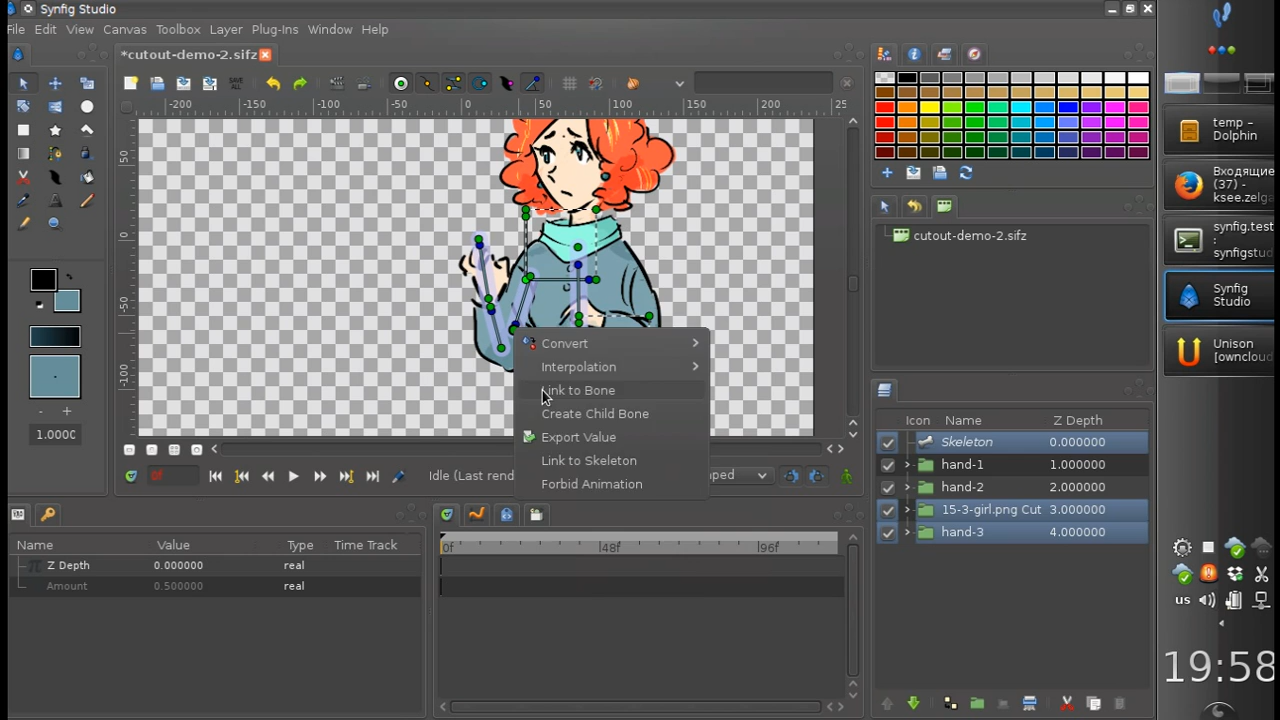 Synfig Studio
File Edit View Canvas Toolbox Layer Plug-Ins Window Help
*cutout-demo-2.sifz
SAVE ALL
-200 -150 -100 -50 0 50 100 150 200 25
50
0
-50
-100
Convert
Interpolation
Link to Bone
Create Child Bone
Export Value
Link to Skeleton
Forbid Animation
1.0000
0f
Idle (Last rend
ped
Name Value Type Time Track
Z Depth 0.000000 real
Amount 0.500000 real
0f 48f 96f
cutout-demo-2.sifz
Icon Name Z Depth
Skeleton 0.000000
hand-1 1.000000
hand-2 2.000000
15-3-girl.png Cut 3.000000
hand-3 4.000000
temp –
Dolphin
Входящие
(37) -
ksee.zelga
synfig.test
:
synfigstud
Synfig
Studio
Unison
[owncloud
us
19:58